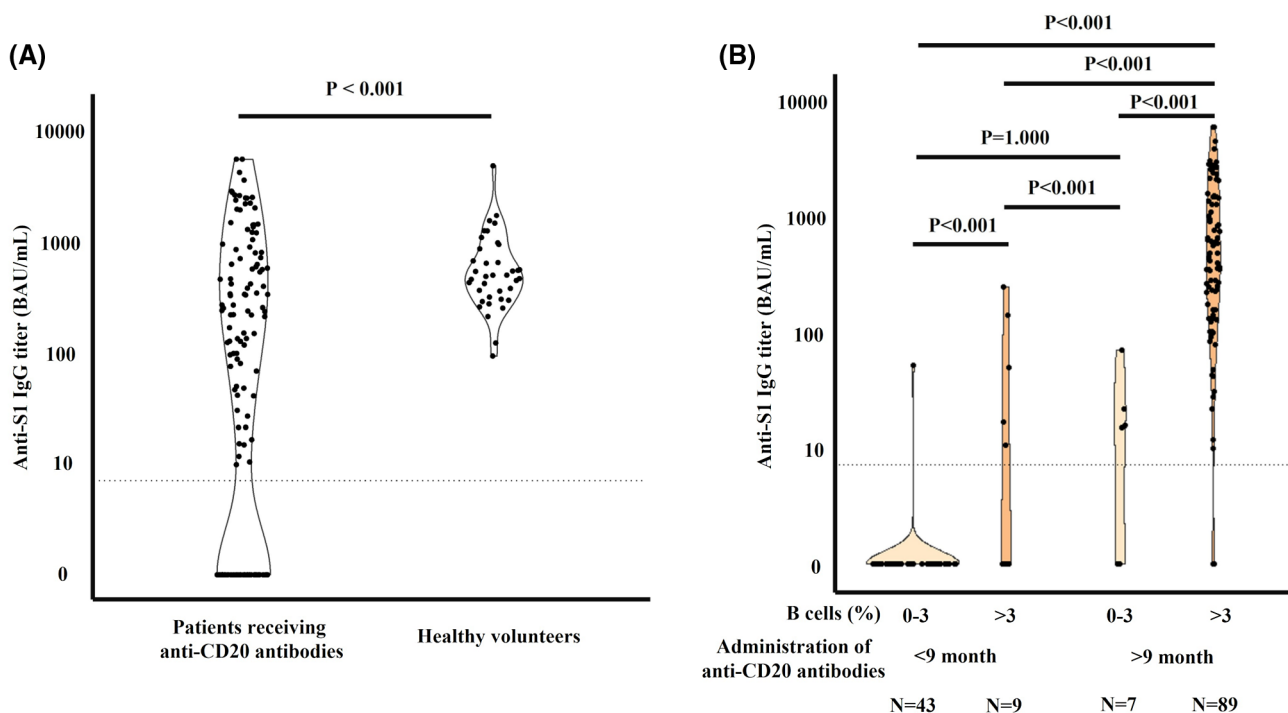 (A)
P < 0.001
10000
1000
100
10
0
Anti-S1 IgG titer (BAU/mL)
Patients receiving
anti-CD20 antibodies
Healthy volunteers
(B)
P<0.001
P<0.001
P<0.001
P=1.000
P<0.001
P<0.001
10000
1000
100
10
0
Anti-S1 IgG titer (BAU/mL)
B cells (%) 0-3 >3 0-3 >3
Administration of
anti-CD20 antibodies
<9 month >9 month
N=43 N=9 N=7 N=89